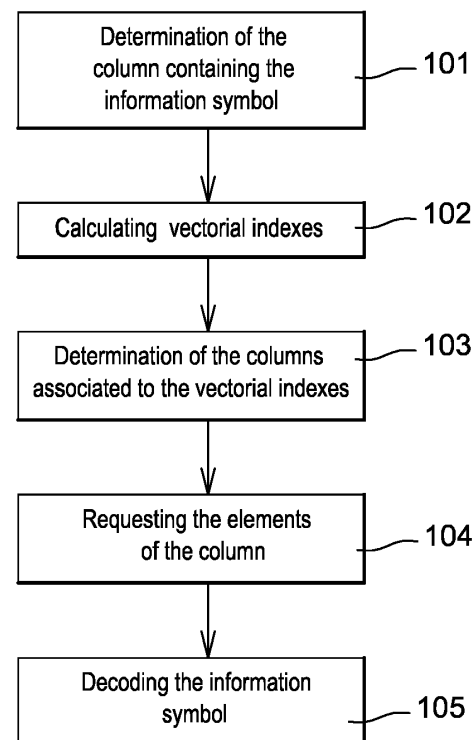 Determination of the
column containing the
information symbol
101
Calculating vectorial indexes
102
Determination of the columns
associated to the vectorial indexes
103
Requesting the elements
of the column
104
Decoding the information
symbol
105